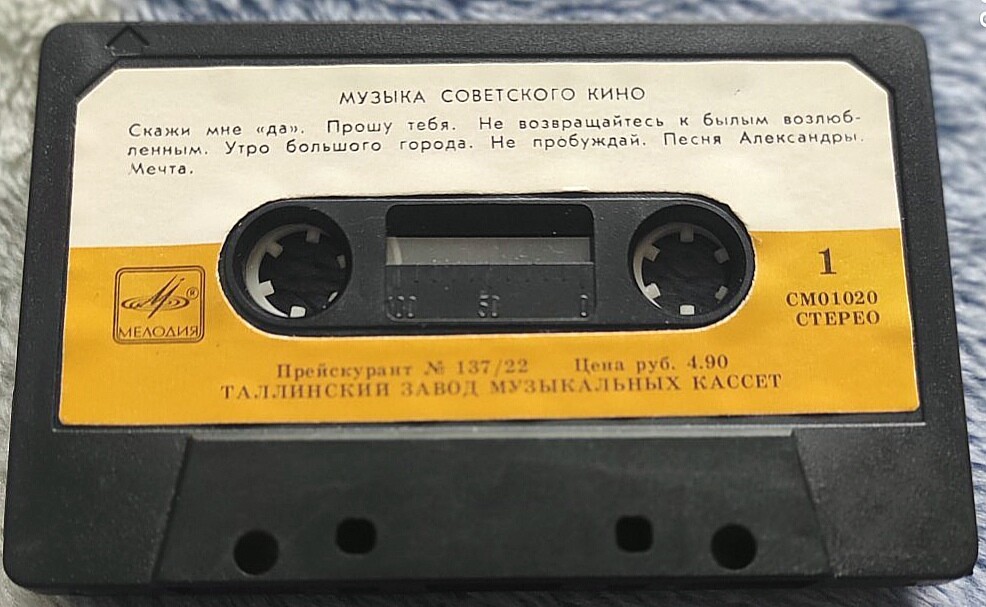 МУЗЫКА СОВЕТСКОГО КИНО
Скажи мне «да». Прошу тебя. Не возвращайтесь к былым возлюб-
ленным. Утро большого города. Не пробуждай. Песня Александры.
Мечта.
1
СМ01020
СТЕРЕО
®
МЕЛОДИЯ
100 50 0
Прейскурант № 137/22 Цена руб. 4.90
ТАЛЛИНСКИЙ ЗАВОД МУЗЫКАЛЬНЫХ КАССЕТ